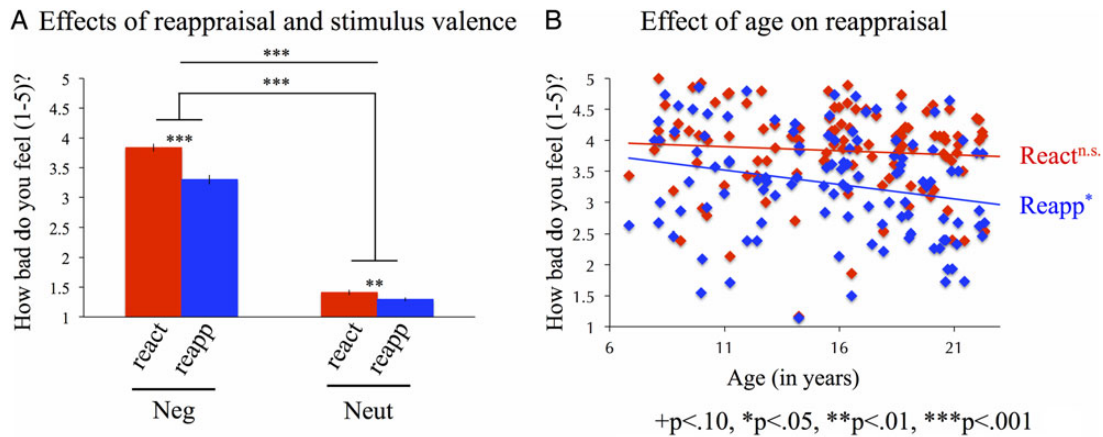 A Effects of reappraisal and stimulus valence
***
***
***
**
How bad do you feel (1-5)?
5
4.5
4
3.5
3
2.5
2
1.5
1
react
reapp
react
reapp
Neg
Neut
B Effect of age on reappraisal
How bad do you feel (1-5)?
5
4.5
4
3.5
3
2.5
2
1.5
1
6
11
16
21
Age (in years)
React n.s.
Reapp*
+p<.10, *p<.05, **p<.01, ***p<.001